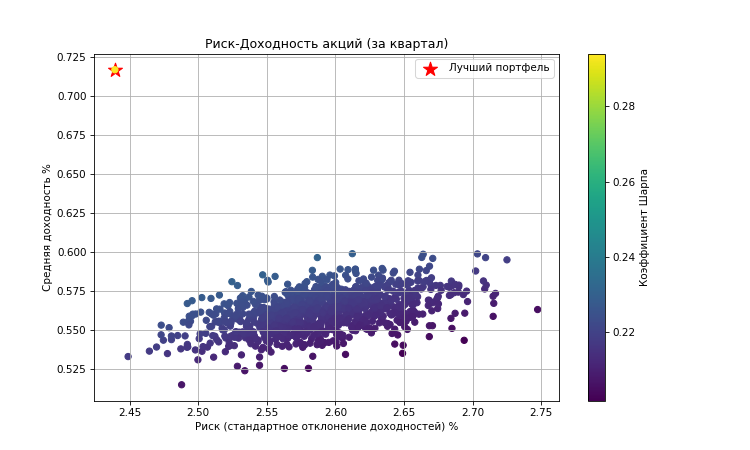 Риск-Доходность акций (за квартал)
Лучший портфель
0.725
0.700
0.675
0.650
0.625
0.600
0.575
0.550
0.525
Средняя доходность %
2.45 2.50 2.55 2.60 2.65 2.70 2.75
Риск (стандартное отклонение доходностей) %
0.28
0.26
0.24
0.22
Коэффициент Шарпа